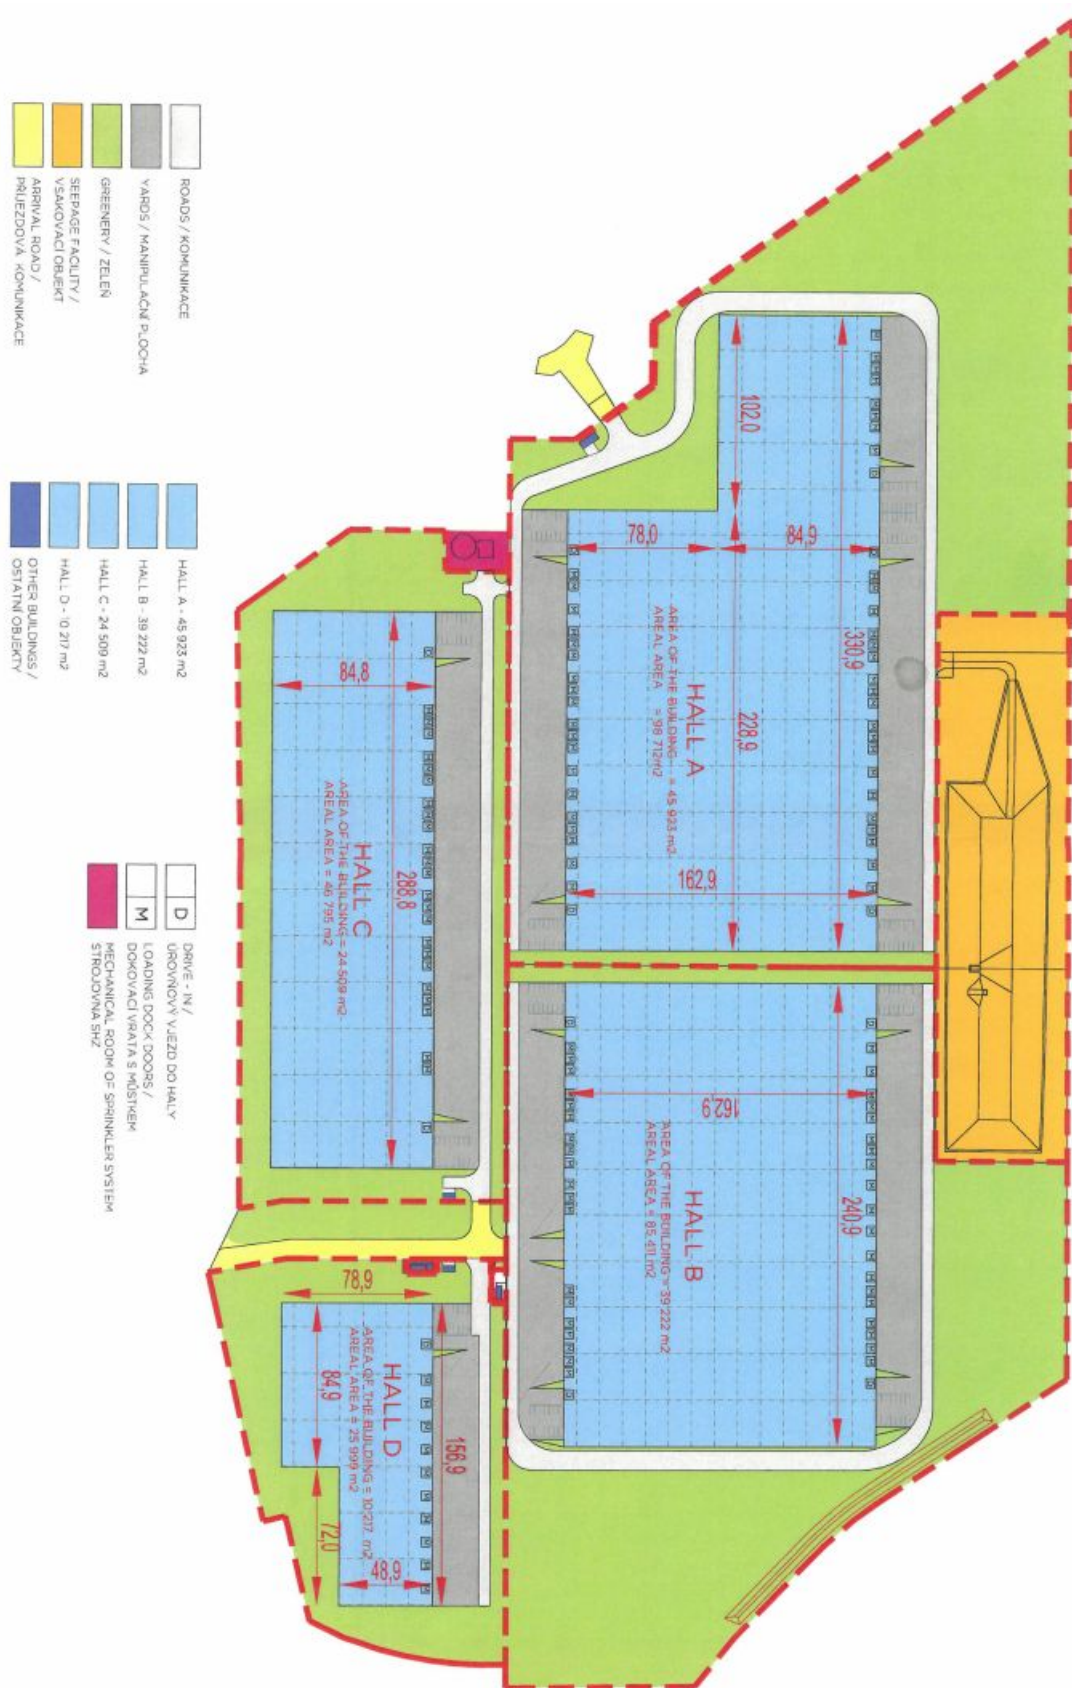 102,0
78,0
84,9
330,9
228,9
162,9
HALL A
AREA OF THE BUILDING = 45 923 m2
AREAL AREA = 98 712m2
162,9
240,9
HALL B
AREA OF THE BUILDING = 39 222 m2
AREAL AREA = 85 411 m2
84,8
288,8
HALL C
AREA OF THE BUILDING = 24 509 m2
AREAL AREA = 46 795 m2
78,9
84,9
156,9
72,0
48,9
HALL D
AREA OF THE BUILDING = 10 217 m2
AREAL AREA = 25 999 m2
ROADS / KOMUNIKACE
YARDS / MANIPULAČNÍ PLOCHA
GREENERY / ZELEŇ
SEEPAGE FACILITY /
VSAKOVACÍ OBJEKT
ARRIVAL ROAD /
PŘÍJEZDOVÁ KOMUNIKACE
HALL A - 45 923 m2
HALL B - 39 222 m2
HALL C - 24 509 m2
HALL D - 10 217 m2
OTHER BUILDINGS /
OSTATNÍ OBJEKTY
D
DRIVE - IN /
ÚROVŇOVÝ VJEZD DO HALY
M
LOADING DOCK DOORS /
DOKOVACÍ VRATA S MŮSTKEM
MECHANICAL ROOM OF SPRINKLER SYSTEM
STROJOVNA SHZ